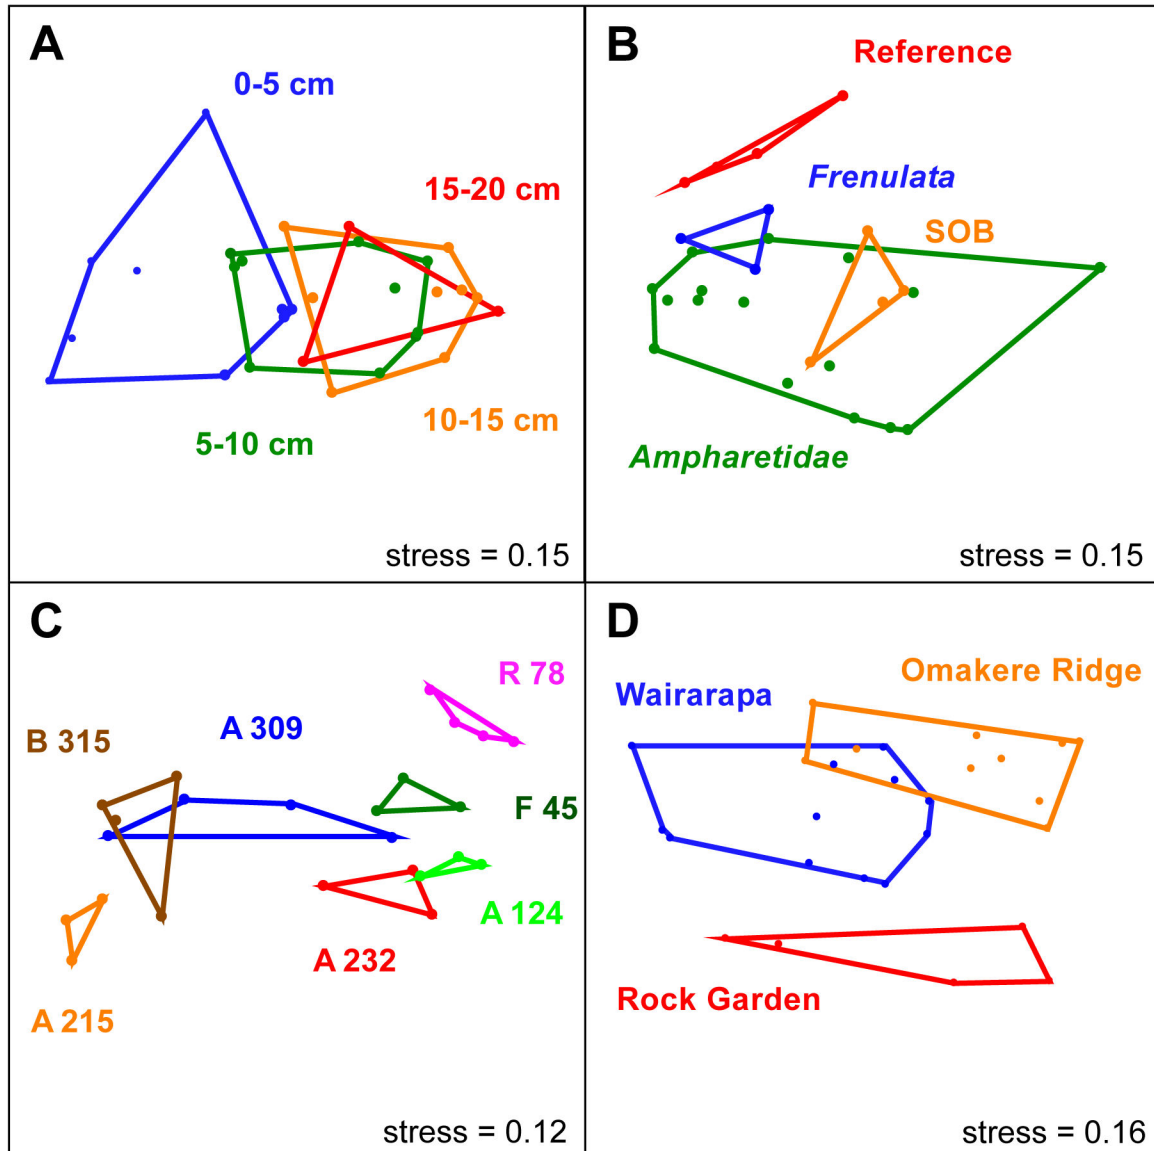 A
0-5 cm
15-20 cm
5-10 cm
10-15 cm
stress = 0.15
B
Reference
Frenulata
SOB
Ampharetidae
stress = 0.15
C
R 78
B 315
A 309
F 45
A 124
A 232
A 215
stress = 0.12
D
Omakere Ridge
Wairarapa
Rock Garden
stress = 0.16